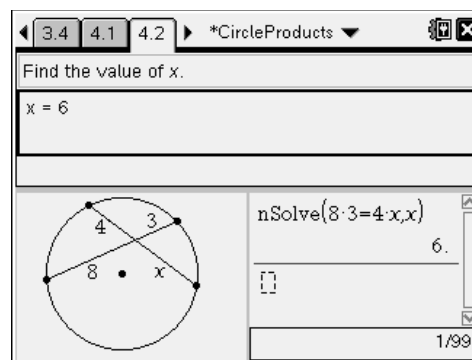 3.4 4.1 4.2 *CircleProducts
Find the value of x.
x = 6
4 3
8 x
nSolve(8·3=4·x,x)
6.
1/99